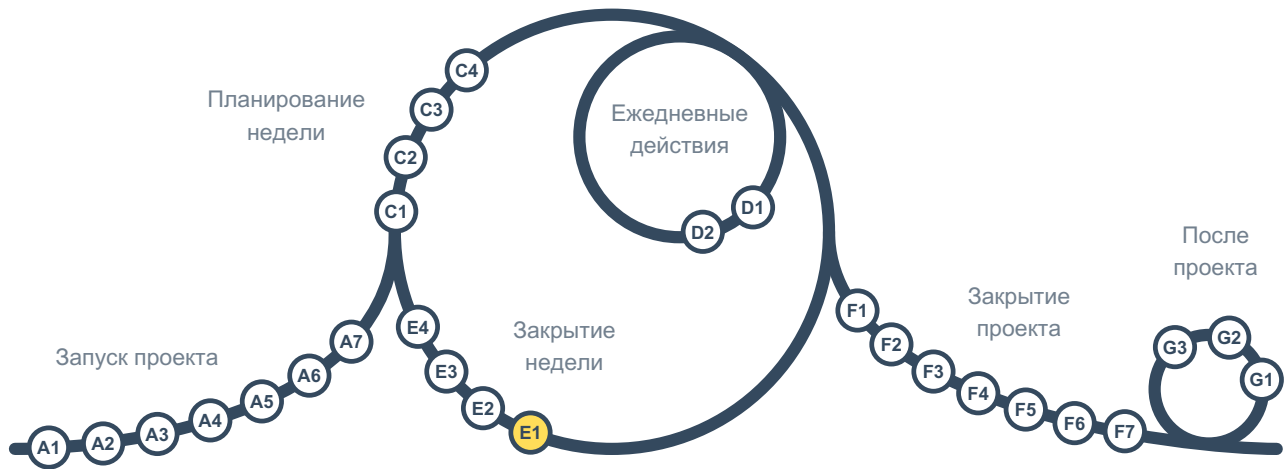 Запуск проекта
A1
A2
A3
A4
A5
A6
A7
Планирование
недели
C1
C2
C3
C4
Ежедневные
действия
D1
D2
Закрытие
недели
E1
E2
E3
E4
Закрытие
проекта
F1
F2
F3
F4
F5
F6
F7
После
проекта
G1
G2
G3